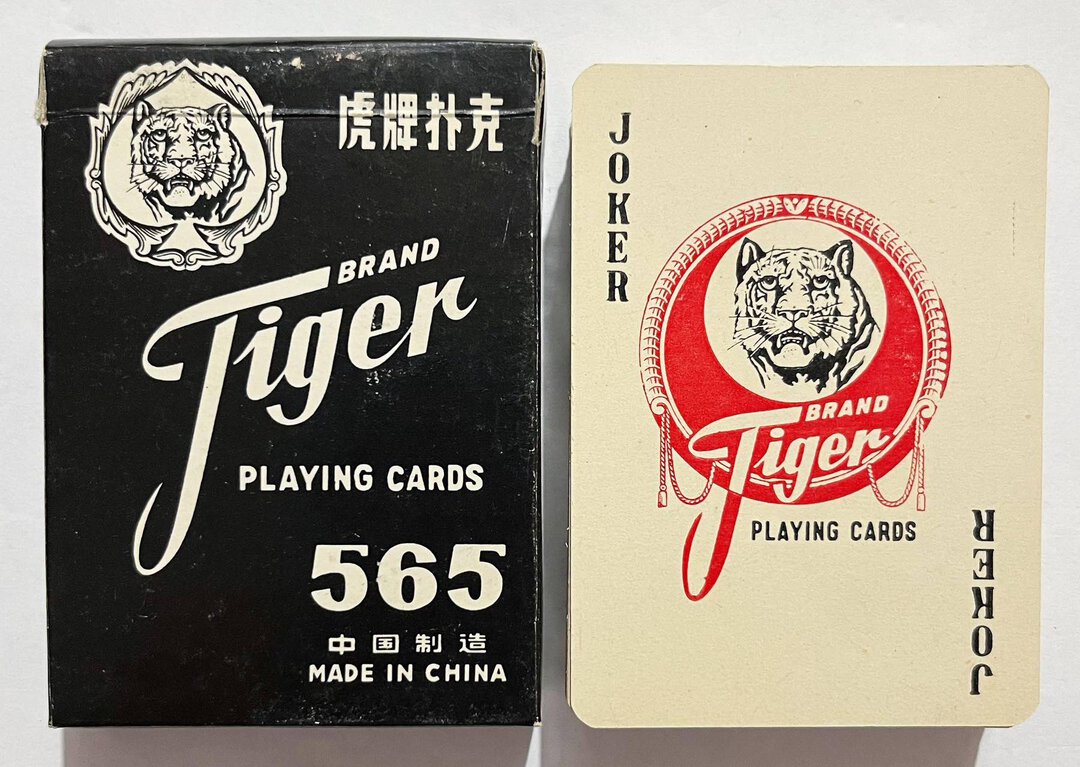 虎牌扑克
BRAND
Tiger
PLAYING CARDS
565
中国制造
MADE IN CHINA
JOKER
BRAND
Tiger
PLAYING CARDS
JOKER